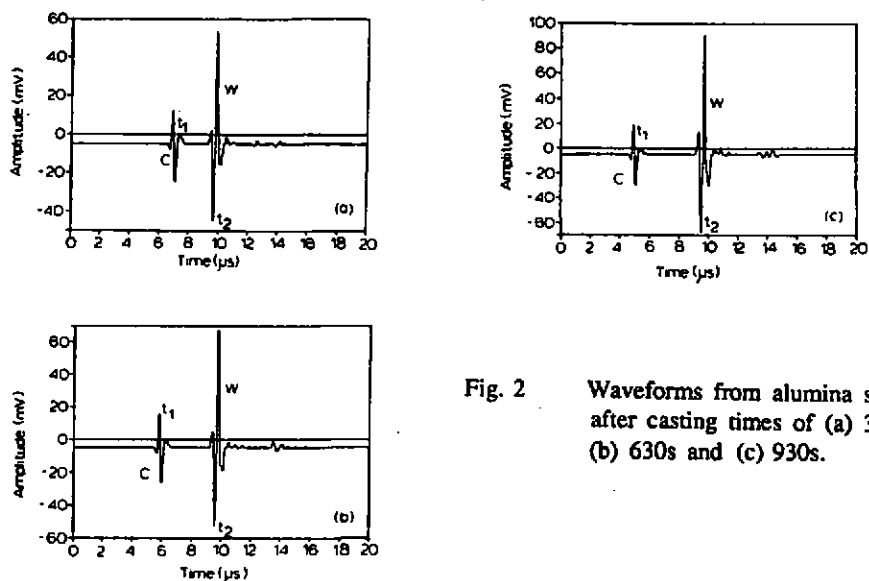 60
40
20
0
-20
-40
Amplitude (mV)
t1
C
W
t2
(a)
0 2 4 6 8 10 12 14 16 18 20
Time (μs)
100
80
60
40
20
0
-20
-40
-60
Amplitude (mV)
t1
C
W
t2
(c)
0 2 4 6 8 10 12 14 16 18 20
Time (μs)
60
40
20
0
-20
-40
-60
Amplitude (mV)
t1
C
W
t2
(b)
0 2 4 6 8 10 12 14 16 18 20
Time (μs)
Fig. 2 Waveforms from alumina s
after casting times of (a) 3
(b) 630s and (c) 930s.